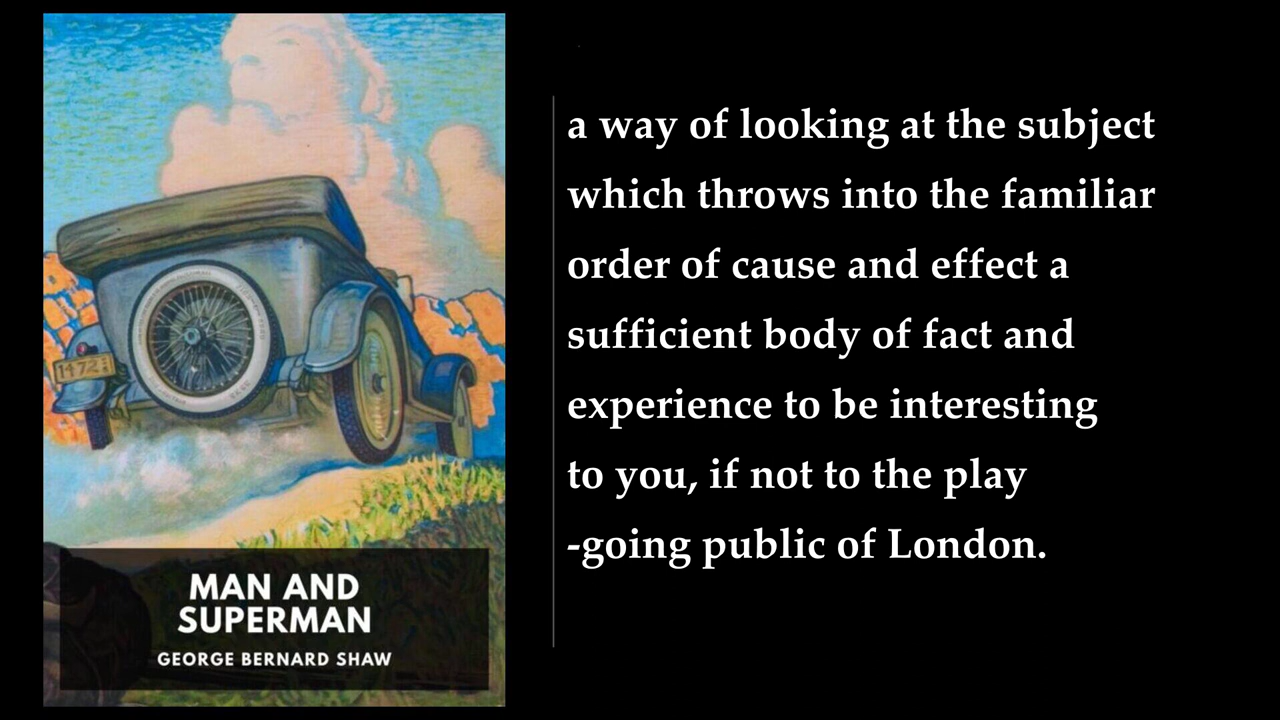 a way of looking at the subject
which throws into the familiar
order of cause and effect a
sufficient body of fact and
experience to be interesting
to you, if not to the play
-going public of London.
1472
MAN AND
SUPERMAN
GEORGE BERNARD SHAW